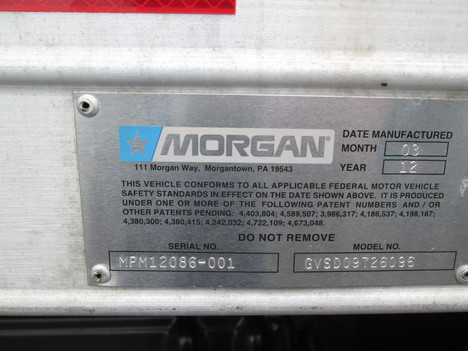 MORGAN
111 Morgan Way, Morgantown, PA 19543
DATE MANUFACTURED
MONTH 03
YEAR 12
THIS VEHICLE CONFORMS TO ALL APPLICABLE FEDERAL MOTOR VEHICLE
SAFETY STANDARDS IN EFFECT ON THE DATE SHOWN ABOVE. IT IS PRODUCED
UNDER ONE OR MORE OF THE FOLLOWING PATENT NUMBERS AND / OR
OTHER PATENTS PENDING: 4,403,804; 4,589,507; 3,986,317; 4,186,537; 4,198,187;
4,380,300; 4,380,415; 4,242,032; 4,722,109; 4,673,048.
DO NOT REMOVE
SERIAL NO. MODEL NO.
MPM12086-001 GVSD09726096